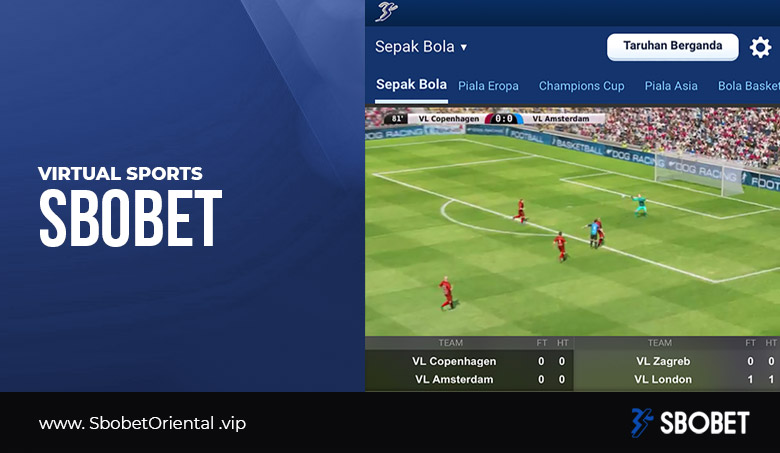 VIRTUAL SPORTS
SBOBET
Sepak Bola ▾
Taruhan Berganda
Sepak Bola Piala Eropa Champions Cup Piala Asia Bola Basket
81' VL Copenhagen 0:0 VL Amsterdam
DOG RACING FOOTBALL BASKETBALL DOG RACING FOOT
TEAM FT HT TEAM FT HT
VL Copenhagen 0 0 VL Zagreb 0 0
VL Amsterdam 0 0 VL London 1 1
www. SbobetOriental .vip
SBOBET